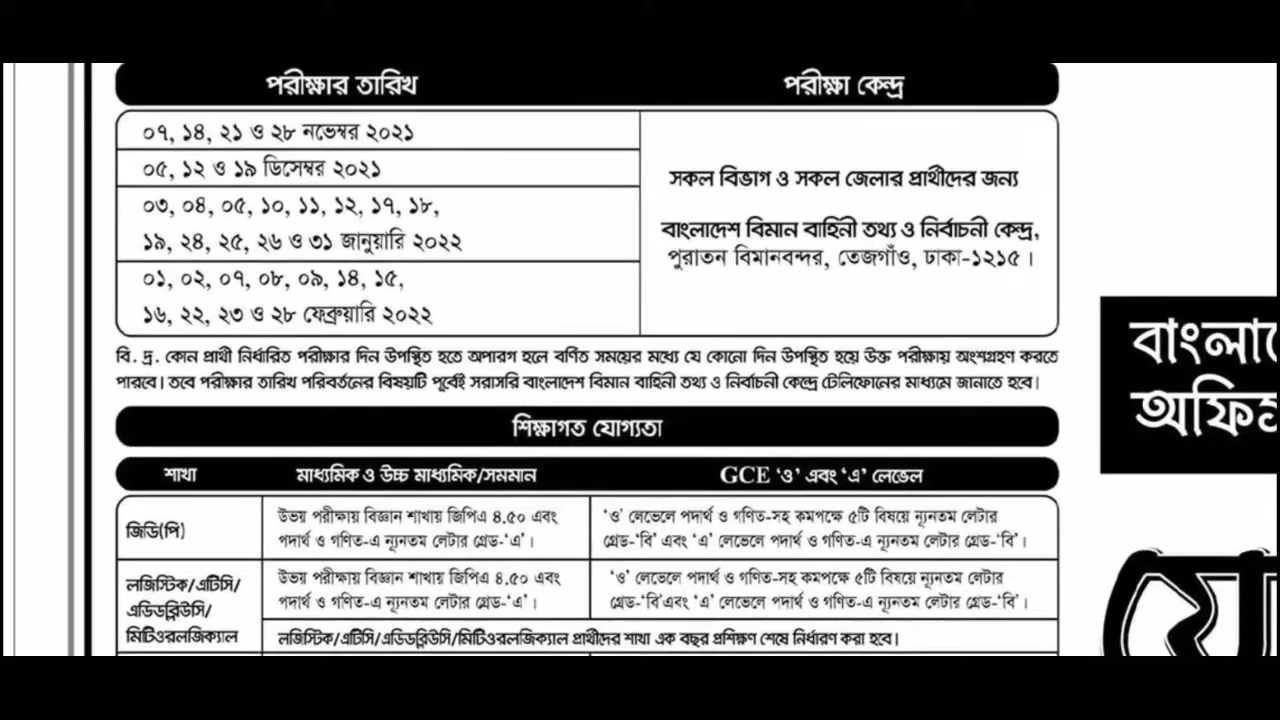 পরীক্ষার তারিখ
পরীক্ষা কেন্দ্র
০৭, ১৪, ২১ ও ২৮ নভেম্বর ২০২১
০৫, ১২ ও ১৯ ডিসেম্বর ২০২১
০৩, ০৪, ০৫, ১০, ১১, ১২, ১৭, ১৮,
১৯, ২৪, ২৫, ২৬ ও ৩১ জানুয়ারি ২০২২
০১, ০২, ০৭, ০৮, ০৯, ১৪, ১৫,
১৬, ২২, ২৩ ও ২৮ ফেব্রুয়ারি ২০২২
সকল বিভাগ ও সকল জেলার প্রার্থীদের জন্য
বাংলাদেশ বিমান বাহিনী তথ্য ও নির্বাচনী কেন্দ্র,
পুরাতন বিমানবন্দর, তেজগাঁও, ঢাকা-১২১৫।
বি. দ্র. কোন প্রার্থী নির্ধারিত পরীক্ষার দিন উপস্থিত হতে অপারগ হলে বর্ণিত সময়ের মধ্যে যে কোনো দিন উপস্থিত হয়ে উক্ত পরীক্ষায় অংশগ্রহণ করতে
পারবে। তবে পরীক্ষার তারিখ পরিবর্তনের বিষয়টি পূর্বেই সরাসরি বাংলাদেশ বিমান বাহিনী তথ্য ও নির্বাচনী কেন্দ্রে টেলিফোনের মাধ্যমে জানাতে হবে।
শিক্ষাগত যোগ্যতা
শাখা
মাধ্যমিক ও উচ্চ মাধ্যমিক/সমমান
GCE ‘ও’ এবং ‘এ’ লেভেল
জিডি(পি)
উভয় পরীক্ষায় বিজ্ঞান শাখায় জিপিএ ৪.৫০ এবং
পদার্থ ও গণিত-এ ন্যূনতম লেটার গ্রেড-‘এ’।
‘ও’ লেভেলে পদার্থ ও গণিত-সহ কমপক্ষে ৫টি বিষয়ে ন্যূনতম লেটার
গ্রেড-‘বি’ এবং ‘এ’ লেভেলে পদার্থ ও গণিত-এ ন্যূনতম লেটার গ্রেড-‘বি’।
লজিস্টিক/এটিসি/
এডিডব্লিউসি/
মিটিওরলজিক্যাল
উভয় পরীক্ষায় বিজ্ঞান শাখায় জিপিএ ৪.৫০ এবং
পদার্থ ও গণিত-এ ন্যূনতম লেটার গ্রেড-‘এ’।
‘ও’ লেভেলে পদার্থ ও গণিত-সহ কমপক্ষে ৫টি বিষয়ে ন্যূনতম লেটার
গ্রেড-‘বি’এবং ‘এ’ লেভেলে পদার্থ ও গণিত-এ ন্যূনতম লেটার গ্রেড-‘বি’।
লজিস্টিক/এটিসি/এডিডব্লিউসি/মিটিওরলজিক্যাল প্রার্থীদের শাখা এক বছর প্রশিক্ষণ শেষে নির্ধারণ করা হবে।